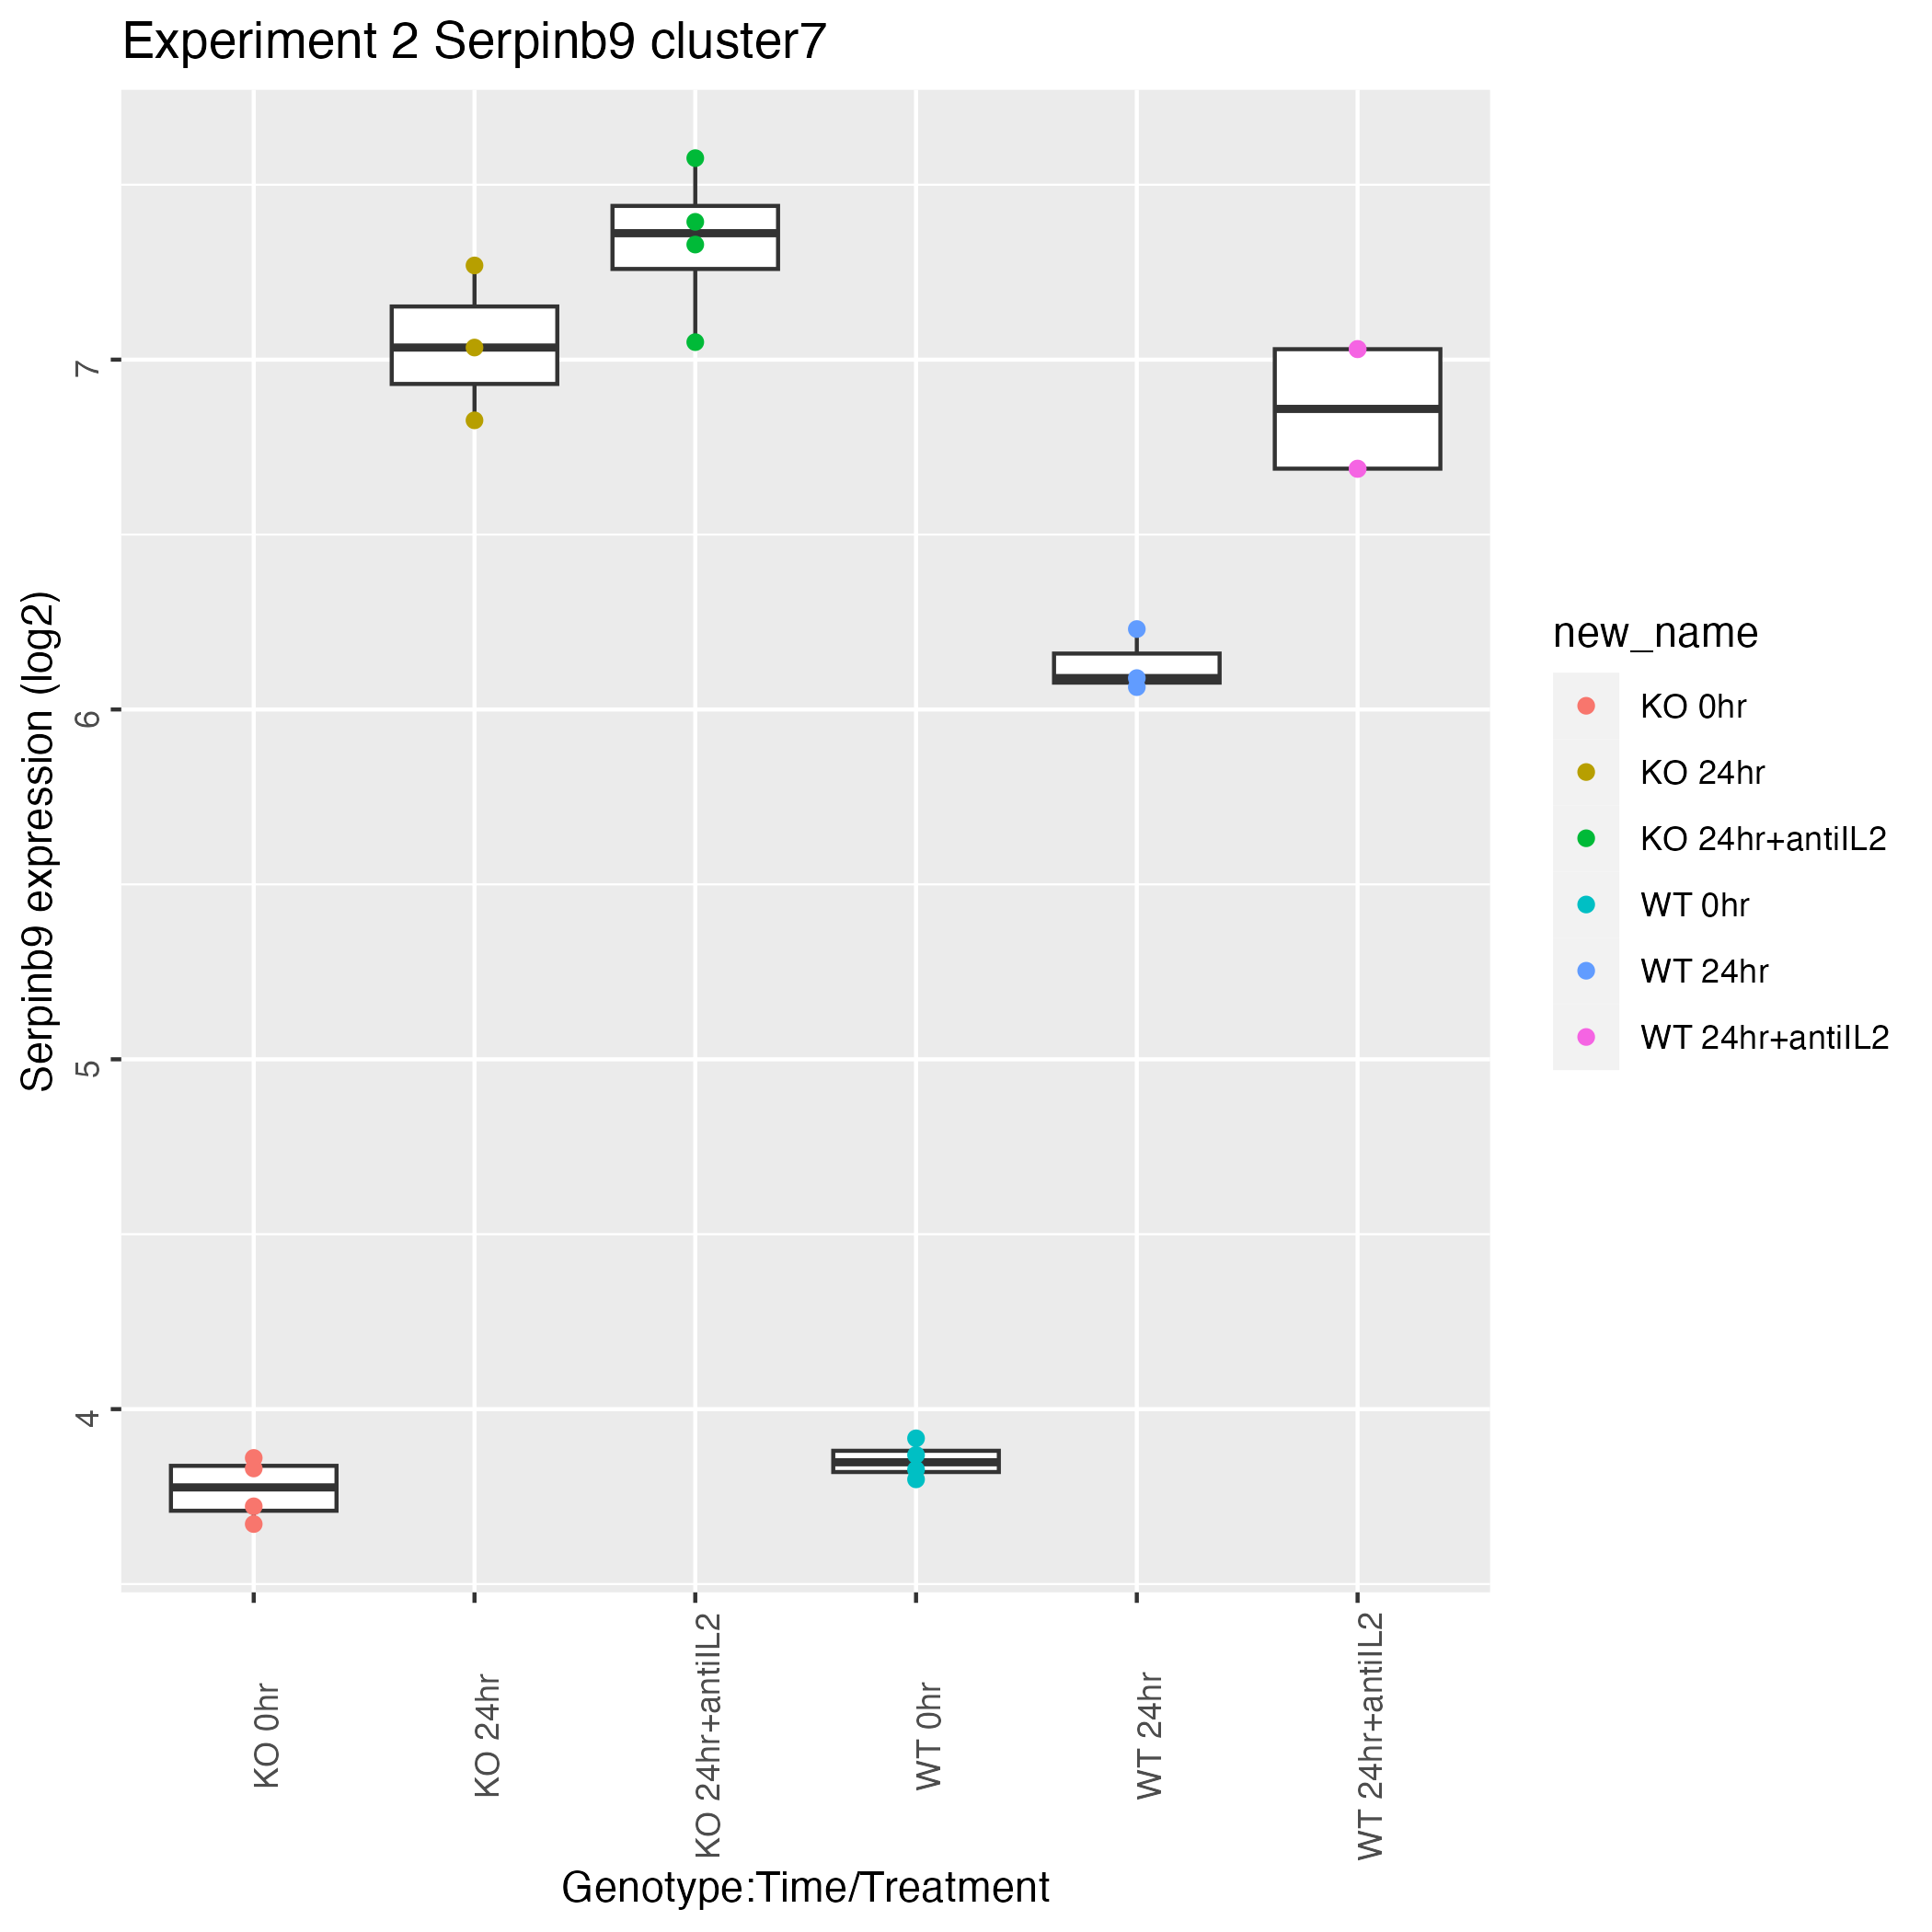 Experiment 2 Serpinb9 cluster7
Serpinb9 expression (log2)
7
6
5
4
KO 0hr
KO 24hr
KO 24hr+antiIL2
WT 0hr
WT 24hr
WT 24hr+antiIL2
Genotype:Time/Treatment
new_name
KO 0hr
KO 24hr
KO 24hr+antiIL2
WT 0hr
WT 24hr
WT 24hr+antiIL2